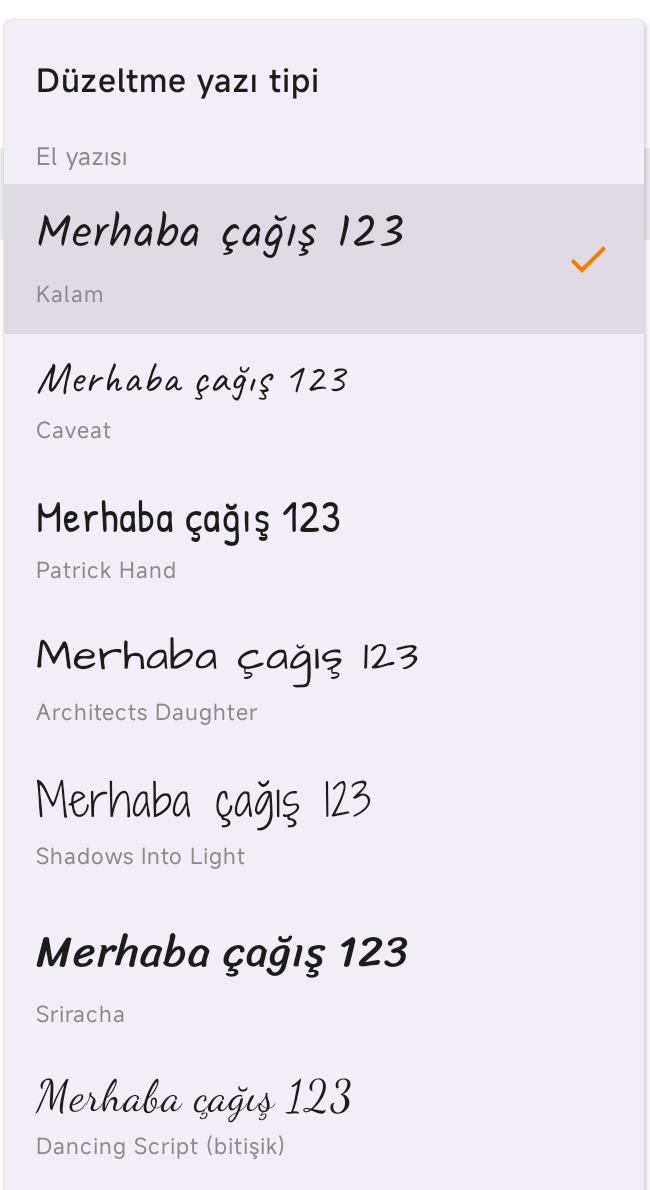 Düzeltme yazı tipi
El yazısı
Merhaba çağış 123
Kalam
Merhaba çağış 123
Caveat
Merhaba çağış 123
Patrick Hand
Merhaba çağış 123
Architects Daughter
Merhaba çağış 123
Shadows Into Light
Merhaba çağış 123
Sriracha
Merhaba çağış 123
Dancing Script (bitişik)